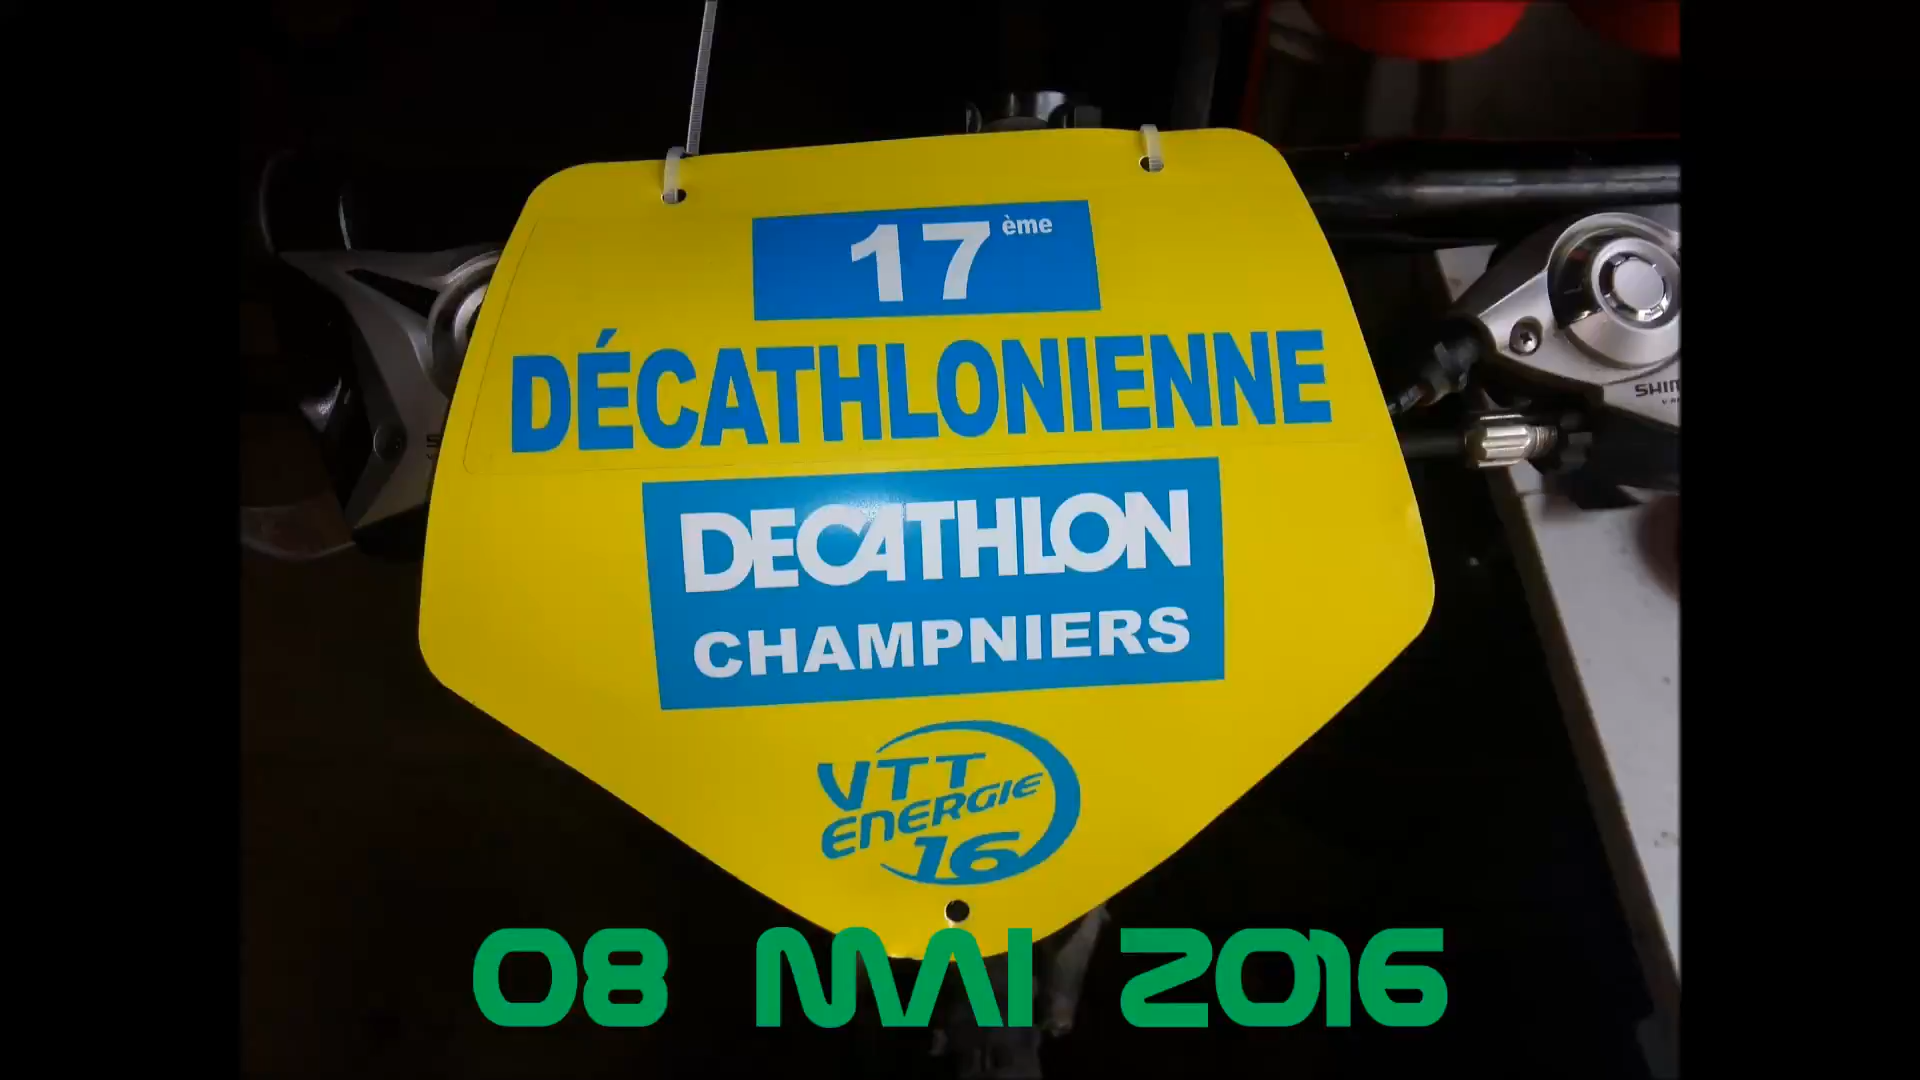 17ème
DÉCATHLONIENNE
DECATHLON
CHAMPNIERS
VTT
ENERGIE
16
08 MAI 2016